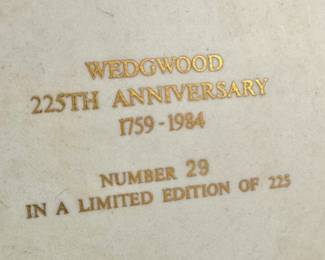 WEDGWOOD
225TH ANNIVERSARY
1759-1984
NUMBER 29
IN A LIMITED EDITION OF 225